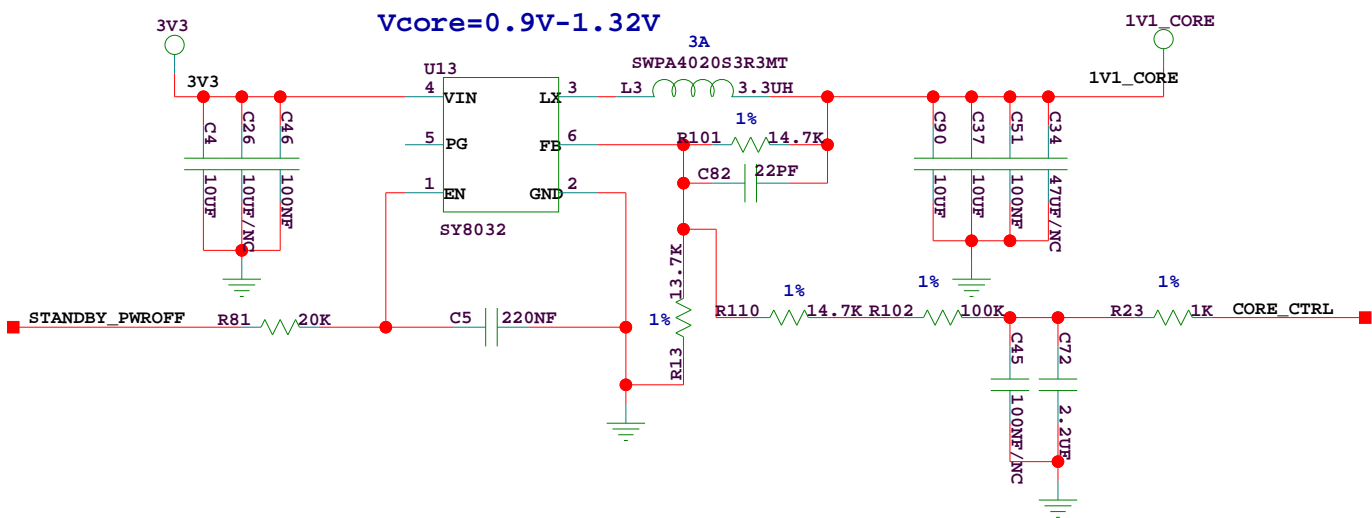 Vcore=0.9V-1.32V
3V3
1V1_CORE
3A
SWPA4020S3R3MT
U13
3V3
1V1_CORE
4
VIN
LX
3
L3
3.3UH
C4
C26
C46
1%
C90
C37
C51
C34
5
PG
FB
6
R101
14.7K
10UF
10UF/NC
100NF
C82
22PF
10UF
10UF
100NF
47UF/NC
1
EN
GND
2
SY8032
13.7K
1%
1%
1%
STANDBY_PWROFF
R81
20K
C5
220NF
1%
R13
R110
14.7K
R102
100K
R23
1K
CORE_CTRL
C45
C72
100NF/NC
2.2UF